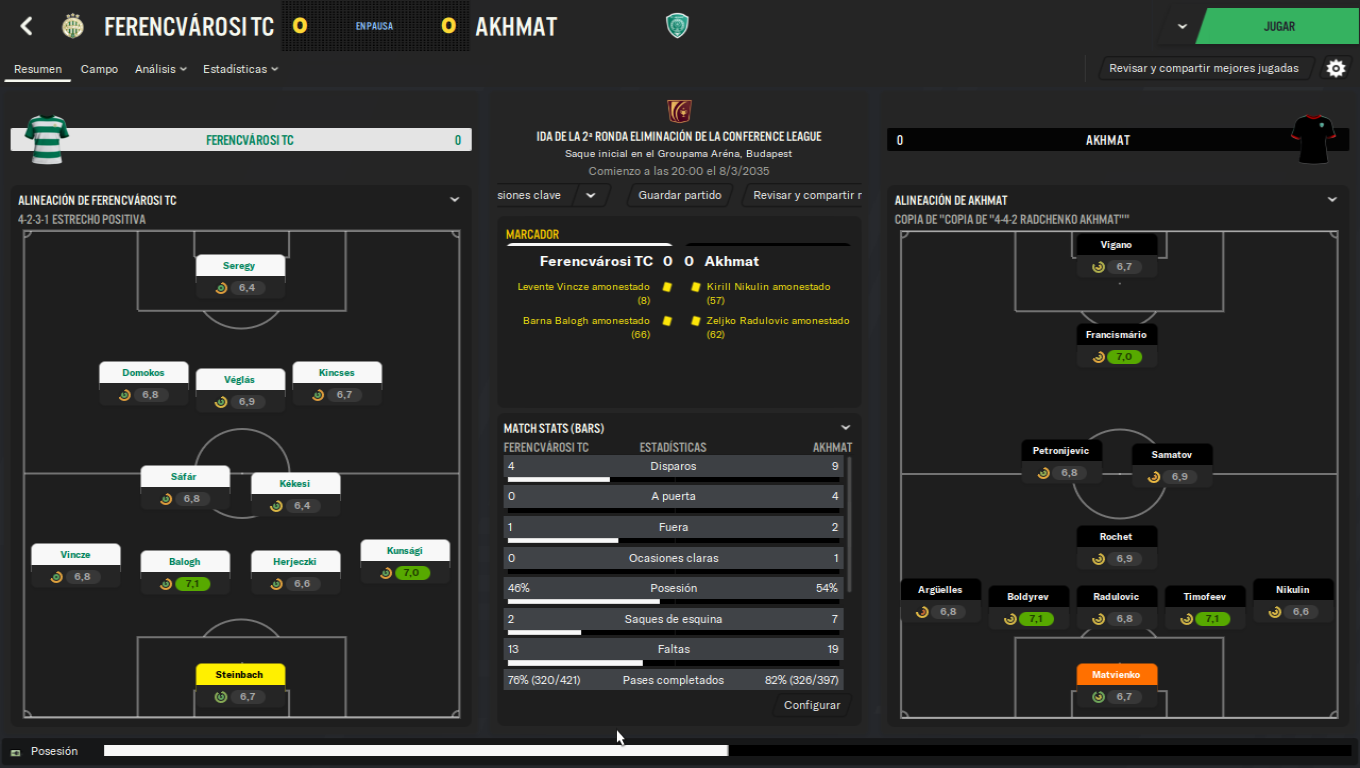 FERENCVÁROSI TC 0 EN PAUSA 0 AKHMAT
JUGAR
Resumen Campo Análisis Estadísticas
Revisar y compartir mejores jugadas
FERENCVÁROSI TC 0
ALINEACIÓN DE FERENCVÁROSI TC
4-2-3-1 ESTRECHO POSITIVA
Seregy
6,4
Domokos
6,8
Véglás
6,9
Kincses
6,7
Sáfár
6,8
Kékesi
6,4
Vincze
6,8
Balogh
7,1
Herjeczki
6,6
Kunsági
7,0
Steinbach
6,7
IDA DE LA 2ª RONDA ELIMINACIÓN DE LA CONFERENCE LEAGUE
Saque inicial en el Groupama Aréna, Budapest
Comienzo a las 20:00 el 8/3/2035
siones clave
Guardar partido
Revisar y compartir r
MARCADOR
Ferencvárosi TC 0 0 Akhmat
Levente Vincze amonestado
(8)
Kirill Nikulin amonestado
(57)
Barna Balogh amonestado
(66)
Zeljko Radulovic amonestado
(62)
MATCH STATS (BARS)
FERENCVÁROSI TC ESTADÍSTICAS AKHMAT
4 Disparos 9
0 A puerta 4
1 Fuera 2
0 Ocasiones claras 1
46% Posesión 54%
2 Saques de esquina 7
13 Faltas 19
76% (320/421) Pases completados 82% (326/397)
Configurar
0 AKHMAT
ALINEACIÓN DE AKHMAT
COPIA DE "COPIA DE "4-4-2 RADCHENKO AKHMAT""
Vigano
6,7
Francismário
7,0
Petronijevic
6,8
Samatov
6,9
Rochet
6,9
Argüelles
6,8
Boldyrev
7,1
Radulovic
6,8
Timofeev
7,1
Nikulin
6,6
Matvienko
6,7
Posesión